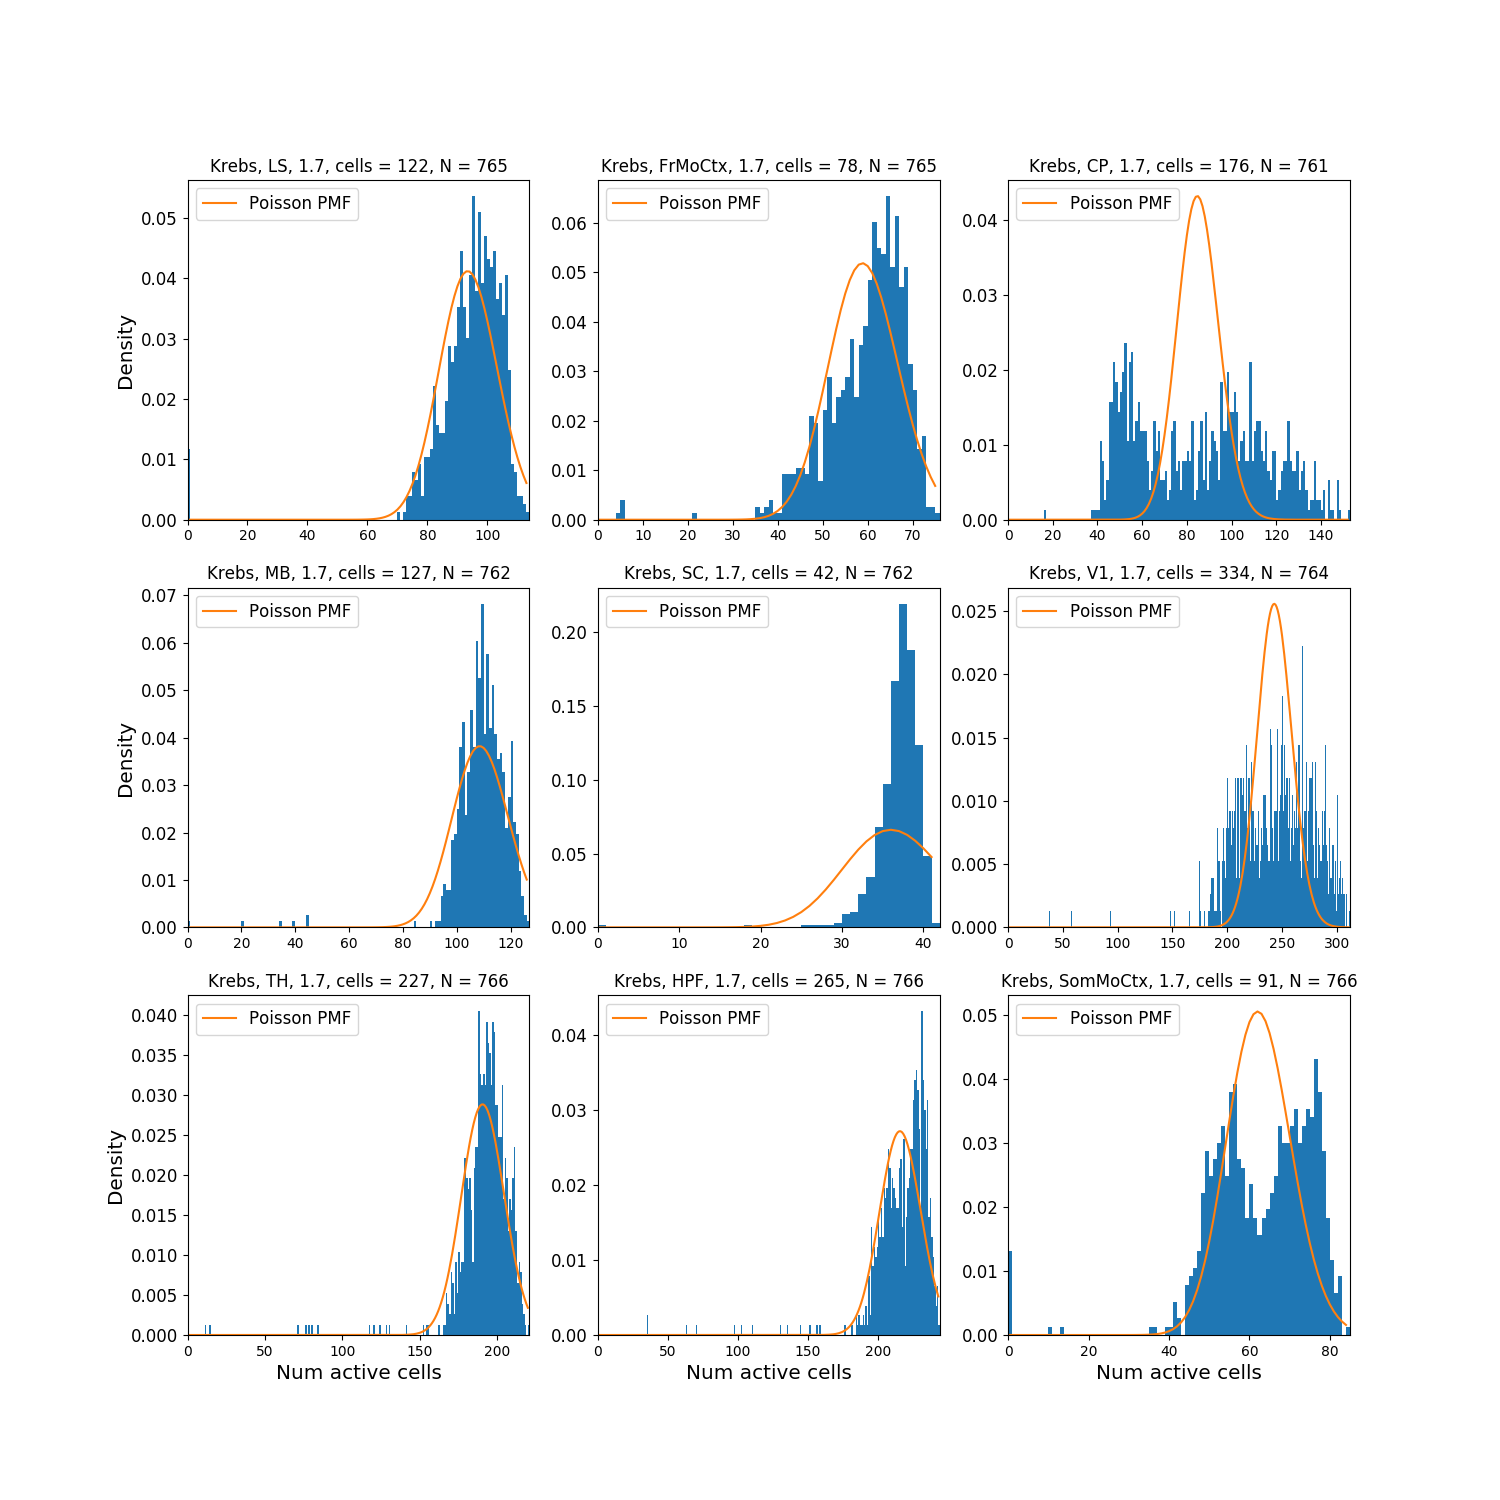 Krebs, LS, 1.7, cells = 122, N = 765
Poisson PMF
0.05
0.04
0.03
0.02
0.01
0.00
Density
0 20 40 60 80 100
Krebs, FrMoCtx, 1.7, cells = 78, N = 765
Poisson PMF
0.06
0.05
0.04
0.03
0.02
0.01
0.00
0 10 20 30 40 50 60 70
Krebs, CP, 1.7, cells = 176, N = 761
Poisson PMF
0.04
0.03
0.02
0.01
0.00
0 20 40 60 80 100 120 140
Krebs, MB, 1.7, cells = 127, N = 762
Poisson PMF
0.07
0.06
0.05
0.04
0.03
0.02
0.01
0.00
Density
0 20 40 60 80 100 120
Krebs, SC, 1.7, cells = 42, N = 762
Poisson PMF
0.20
0.15
0.10
0.05
0.00
0 10 20 30 40
Krebs, V1, 1.7, cells = 334, N = 764
Poisson PMF
0.025
0.020
0.015
0.010
0.005
0.000
0 50 100 150 200 250 300
Krebs, TH, 1.7, cells = 227, N = 766
Poisson PMF
0.040
0.035
0.030
0.025
0.020
0.015
0.010
0.005
0.000
Density
0 50 100 150 200
Num active cells
Krebs, HPF, 1.7, cells = 265, N = 766
Poisson PMF
0.04
0.03
0.02
0.01
0.00
0 50 100 150 200
Num active cells
Krebs, SomMoCtx, 1.7, cells = 91, N = 766
Poisson PMF
0.05
0.04
0.03
0.02
0.01
0.00
0 20 40 60 80
Num active cells